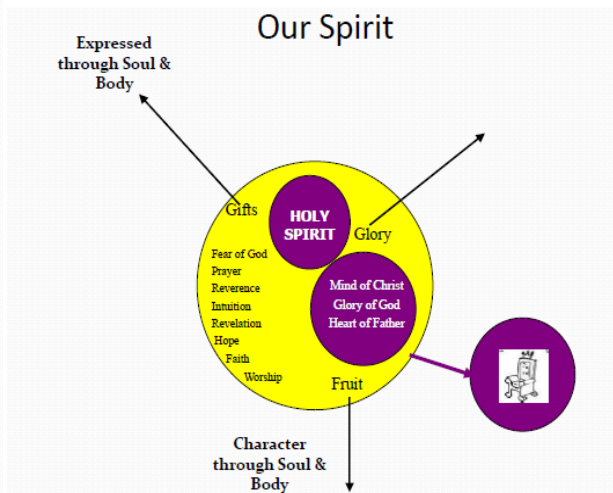 Our Spirit
Expressed
through Soul &
Body
Gifts
HOLY
SPIRIT
Glory
Fear of God
Prayer
Reverence
Intuition
Revelation
Hope
Faith
Worship
Mind of Christ
Glory of God
Heart of Father
Fruit
Character
through Soul &
Body